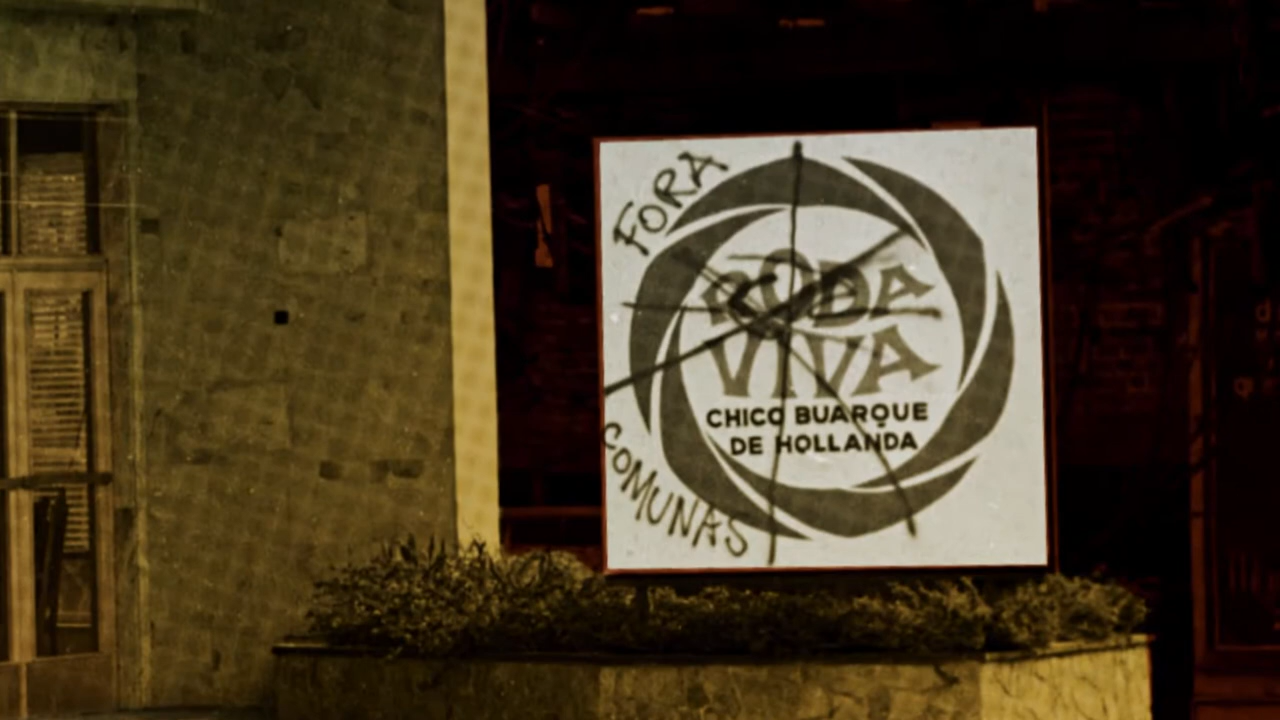 FORA
RODA
VIVA
CHICO BUARQUE
DE HOLLANDA
COMUNAS